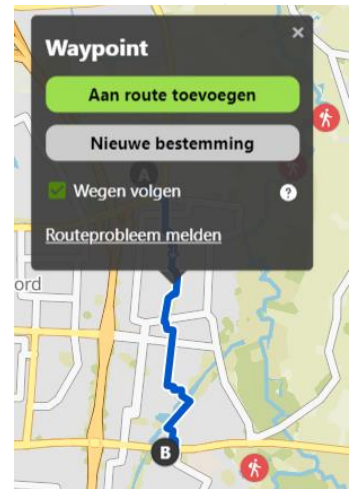 Waypoint
×
Aan route toevoegen
Nieuwe bestemming
A
Wegen volgen
?
Routeprobleem melden
ord
B